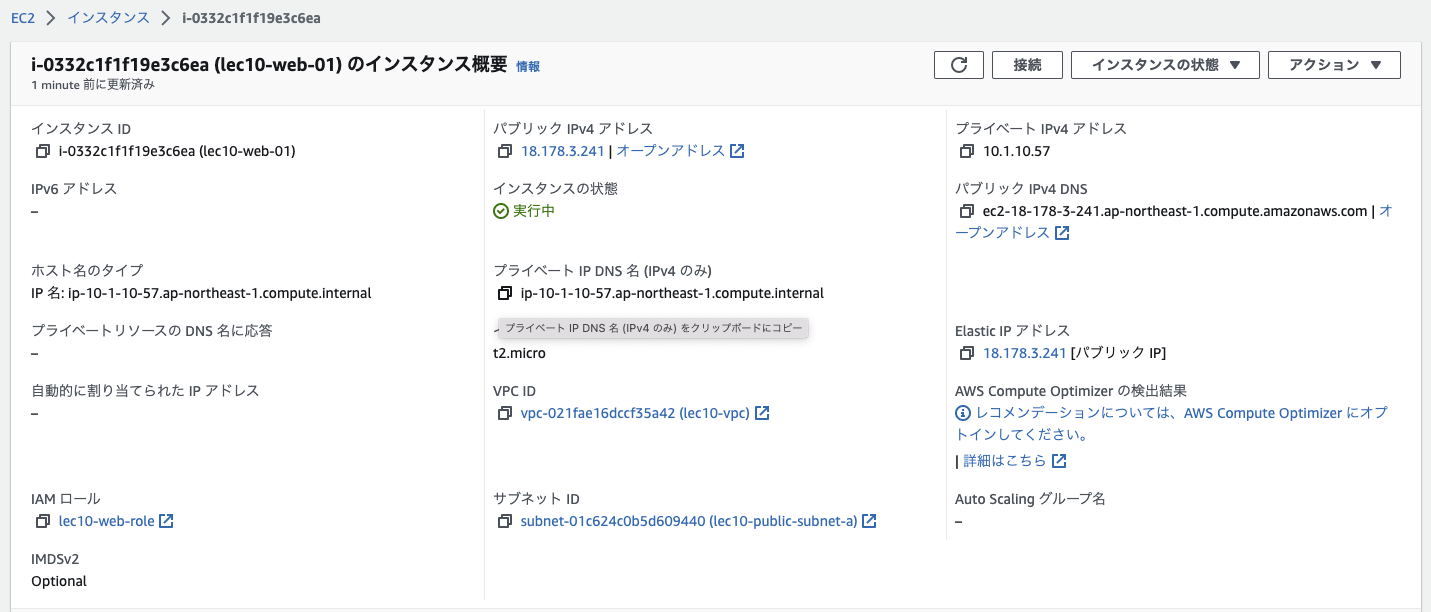 EC2 > インスタンス > i-0332c1f1f19e3c6ea
i-0332c1f1f19e3c6ea (lec10-web-01) のインスタンス概要 情報
1 minute 前に更新済み
接続
インスタンスの状態 ▼
アクション ▼
インスタンス ID
i-0332c1f1f19e3c6ea (lec10-web-01)
パブリック IPv4 アドレス
18.178.3.241 | オープンアドレス
プライベート IPv4 アドレス
10.1.10.57
IPv6 アドレス
–
インスタンスの状態
実行中
パブリック IPv4 DNS
ec2-18-178-3-241.ap-northeast-1.compute.amazonaws.com | オ
ープンアドレス
ホスト名のタイプ
IP 名: ip-10-1-10-57.ap-northeast-1.compute.internal
プライベート IP DNS 名 (IPv4 のみ)
ip-10-1-10-57.ap-northeast-1.compute.internal
プライベートリソースの DNS 名に応答
–
プライベート IP DNS 名 (IPv4 のみ) をクリップボードにコピー
t2.micro
Elastic IP アドレス
18.178.3.241 [パブリック IP]
自動的に割り当てられた IP アドレス
–
VPC ID
vpc-021fae16dccf35a42 (lec10-vpc)
AWS Compute Optimizer の検出結果
レコメンデーションについては、AWS Compute Optimizer にオプ
トインしてください。
| 詳細はこちら
IAM ロール
lec10-web-role
サブネット ID
subnet-01c624c0b5d609440 (lec10-public-subnet-a)
Auto Scaling グループ名
–
IMDSv2
Optional